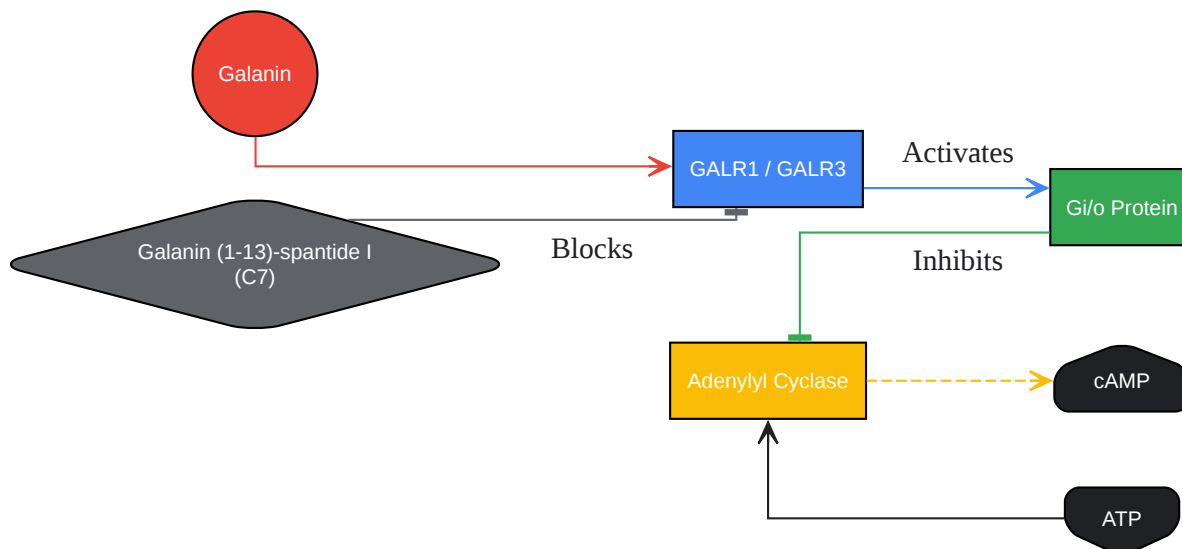 Galanin
GALR1 / GALR3
Activates
Gi/o Protein
Galanin (1-13)-spantide I
(C7)
Blocks
Inhibits
Adenylyl Cyclase
cAMP
ATP